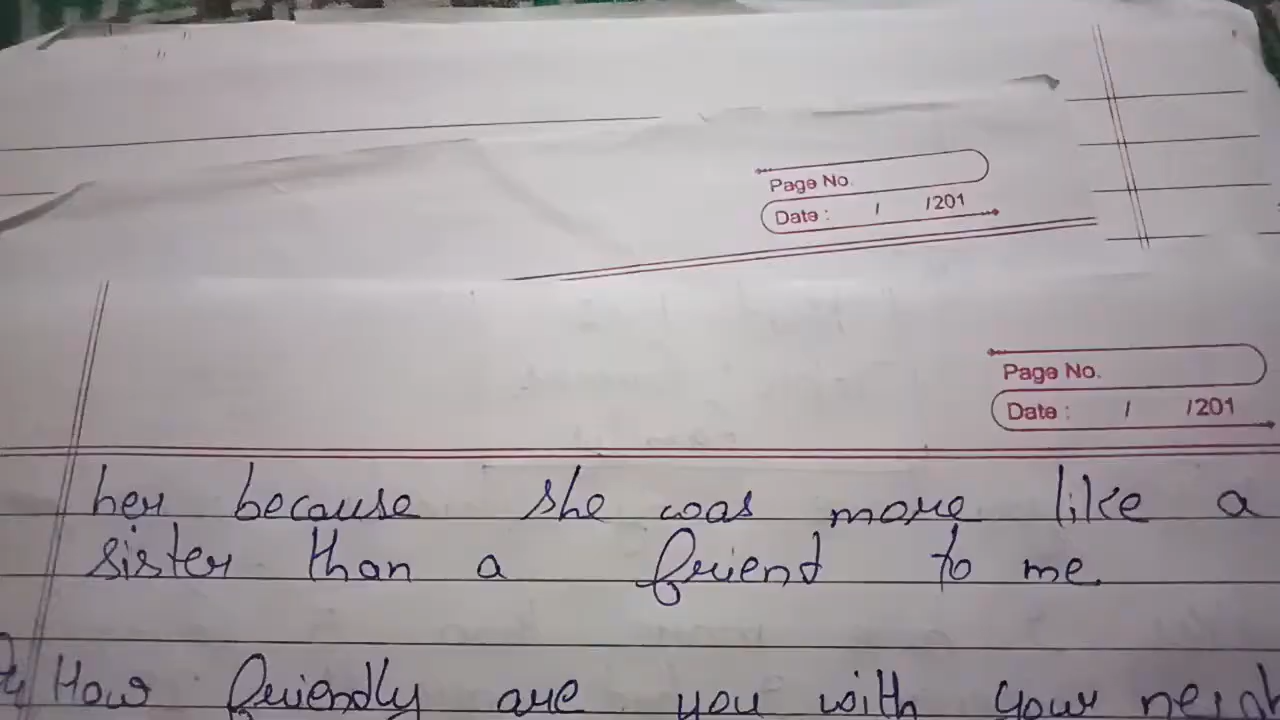 Page No.
Date : / /201
Page No.
Date : / /201
her because she was more like a
sister than a friend to me.
How friendly are you with your